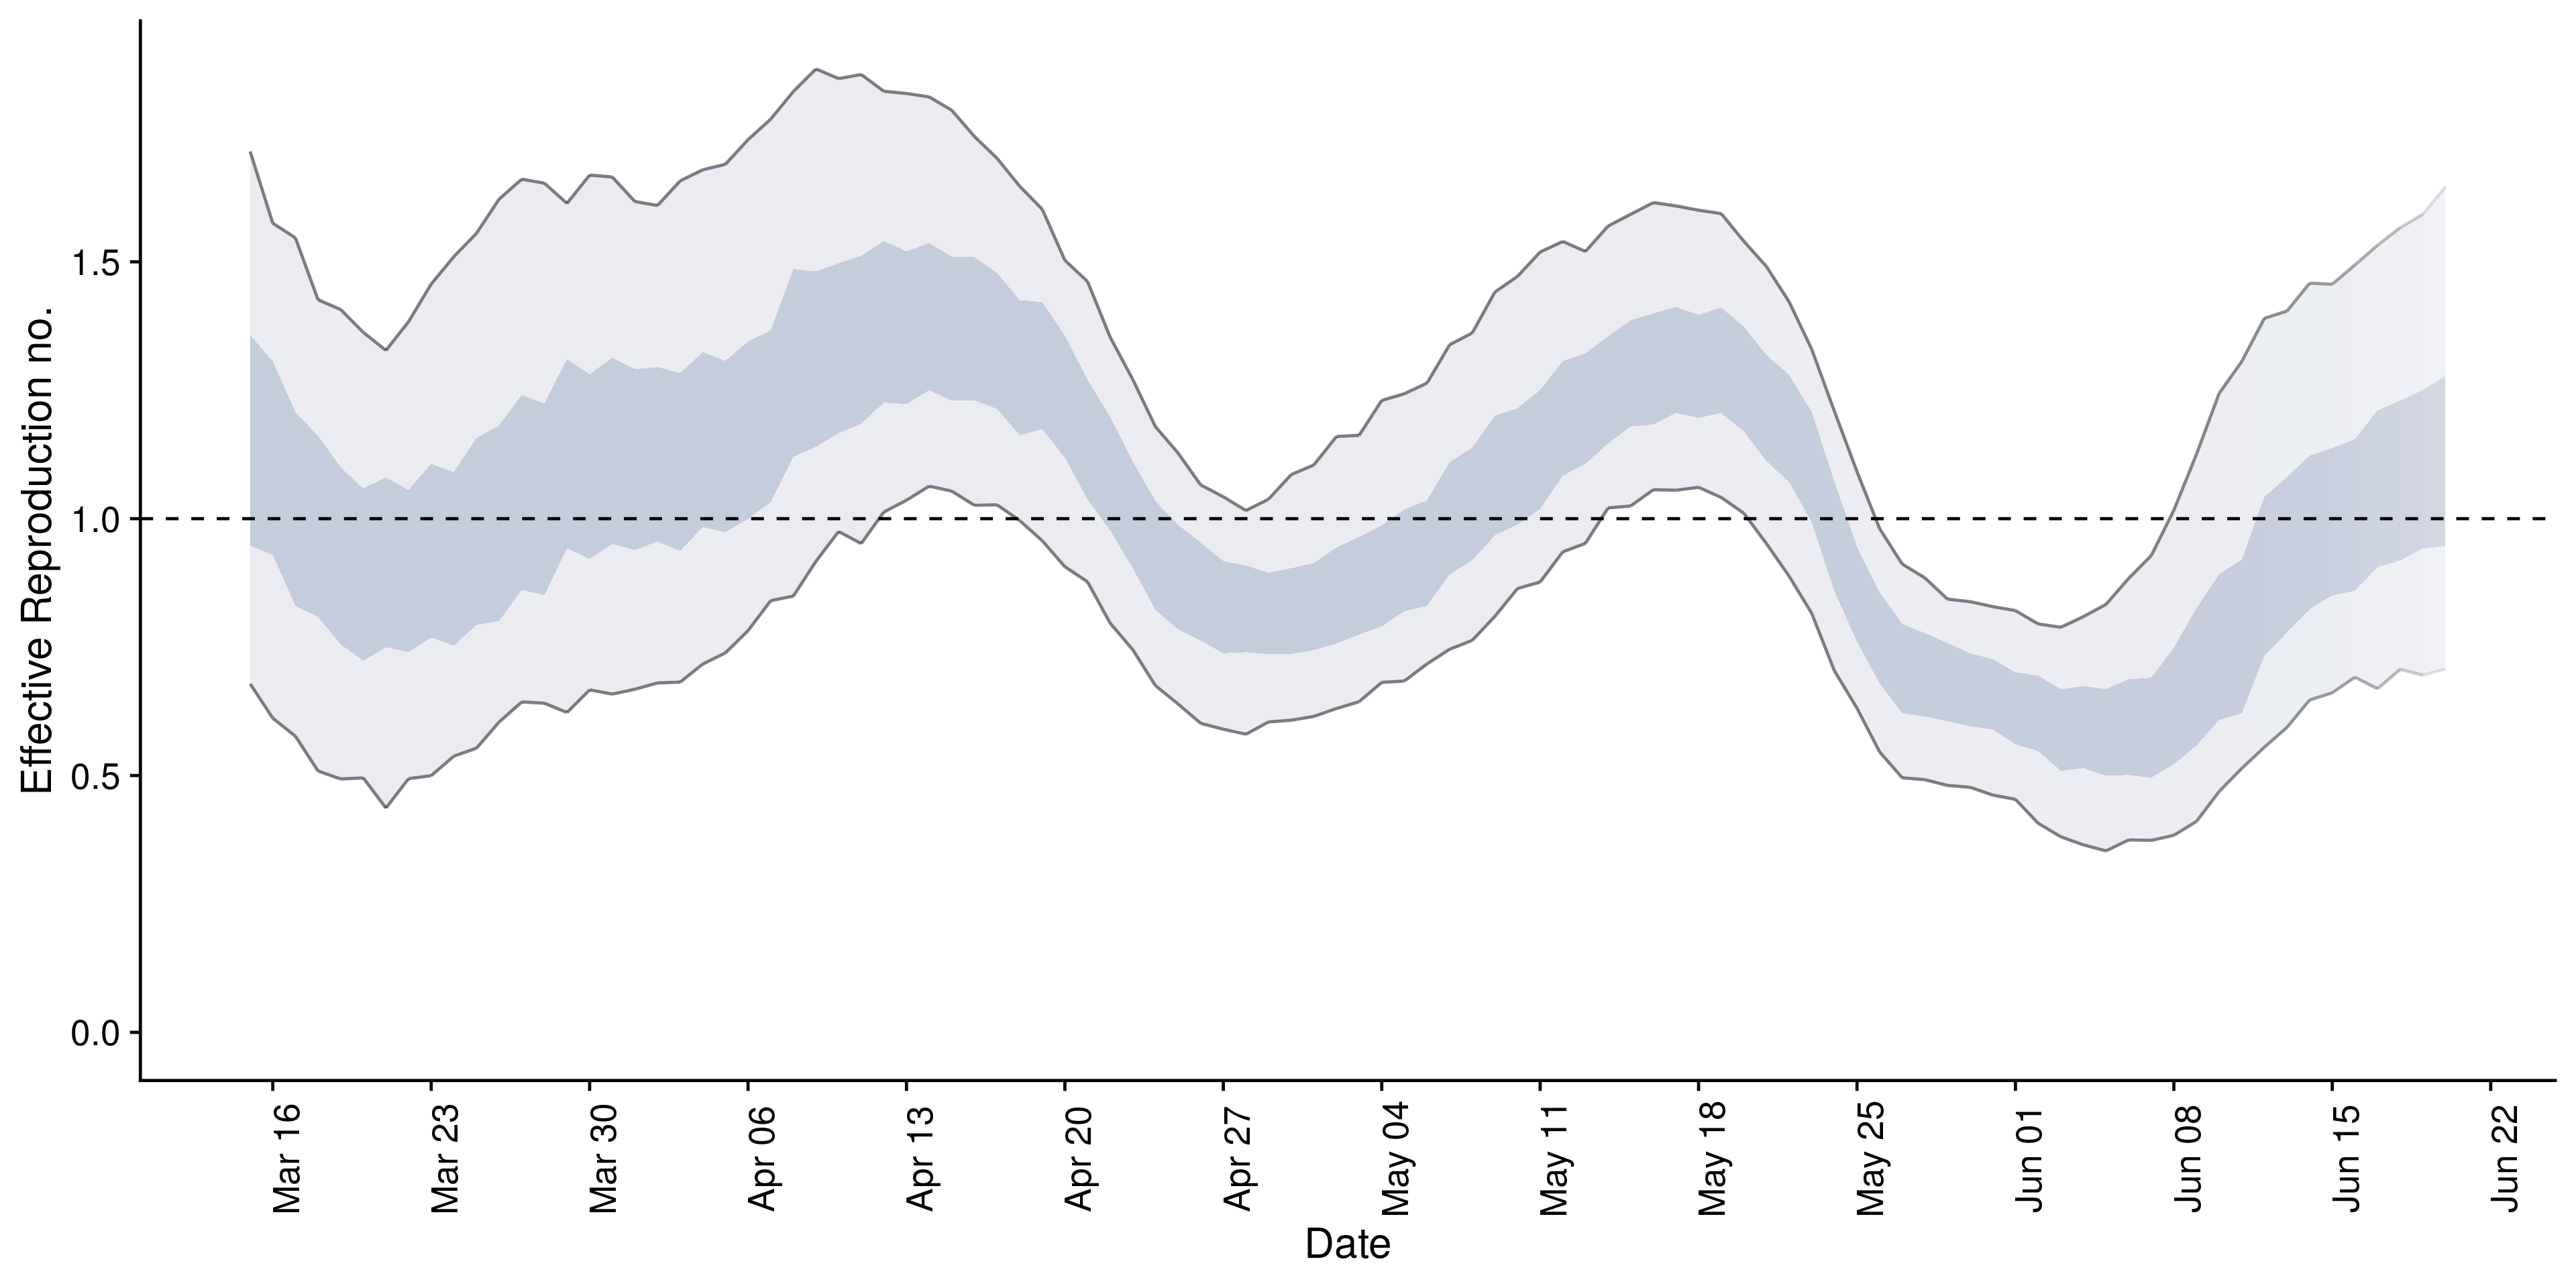 Effective Reproduction no.
1.5
1.0
0.5
0.0
Mar 16
Mar 23
Mar 30
Apr 06
Apr 13
Apr 20
Apr 27
May 04
May 11
May 18
May 25
Jun 01
Jun 08
Jun 15
Jun 22
Date